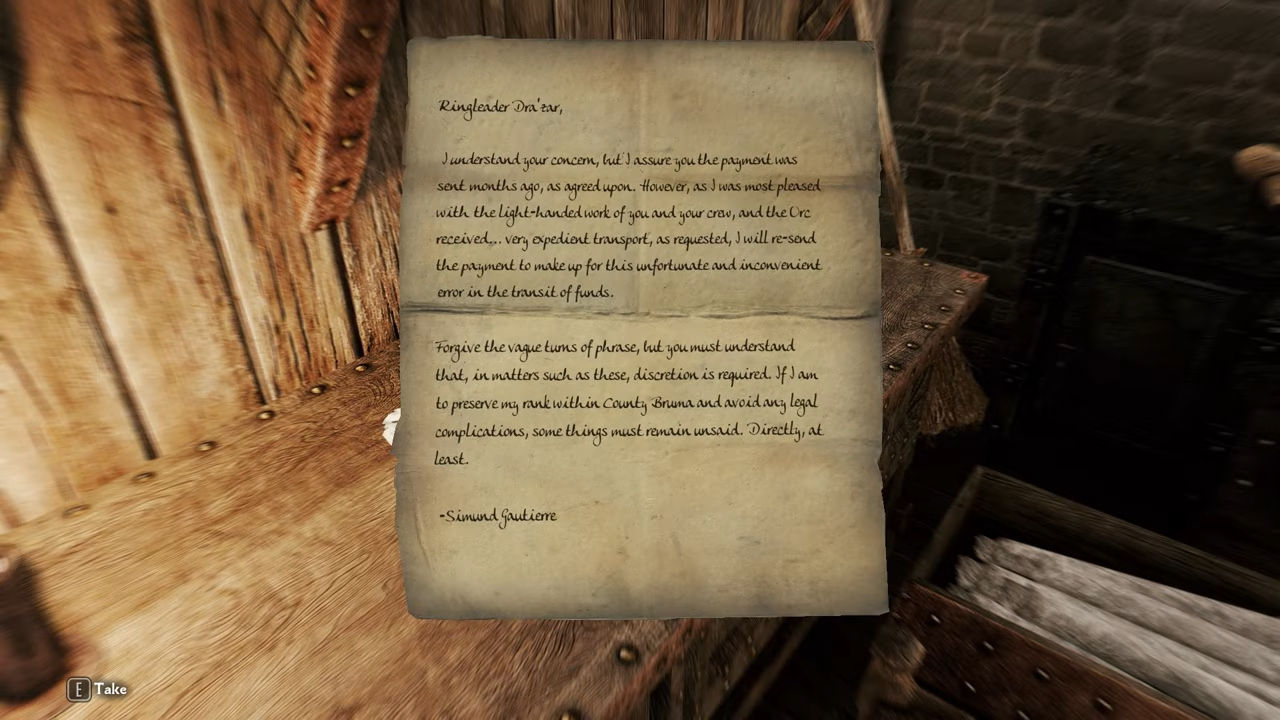 Ringleader Dra'zar,
I understand your concern, but I assure you the payment was
sent months ago, as agreed upon. However, as I was most pleased
with the light-handed work of you and your crew, and the Orc
received... very expedient transport, as requested, I will re-send
the payment to make up for this unfortunate and inconvenient
error in the transit of funds.
Forgive the vague turns of phrase, but you must understand
that, in matters such as these, discretion is required. If I am
to preserve my rank within County Bruma and avoid any legal
complications, some things must remain unsaid. Directly, at
least.
-Simund Gautierre
E Take